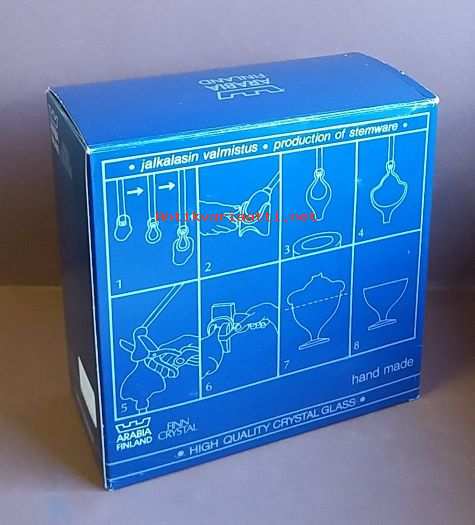 ARABIA
FINLAND
• jalkalasin valmistus • production of stemware •
Antikvariaatti.net
1 2 3 4
5 6 7 8
hand made
ARABIA
FINLAND
FINN
CRYSTAL
• HIGH QUALITY CRYSTAL GLASS •